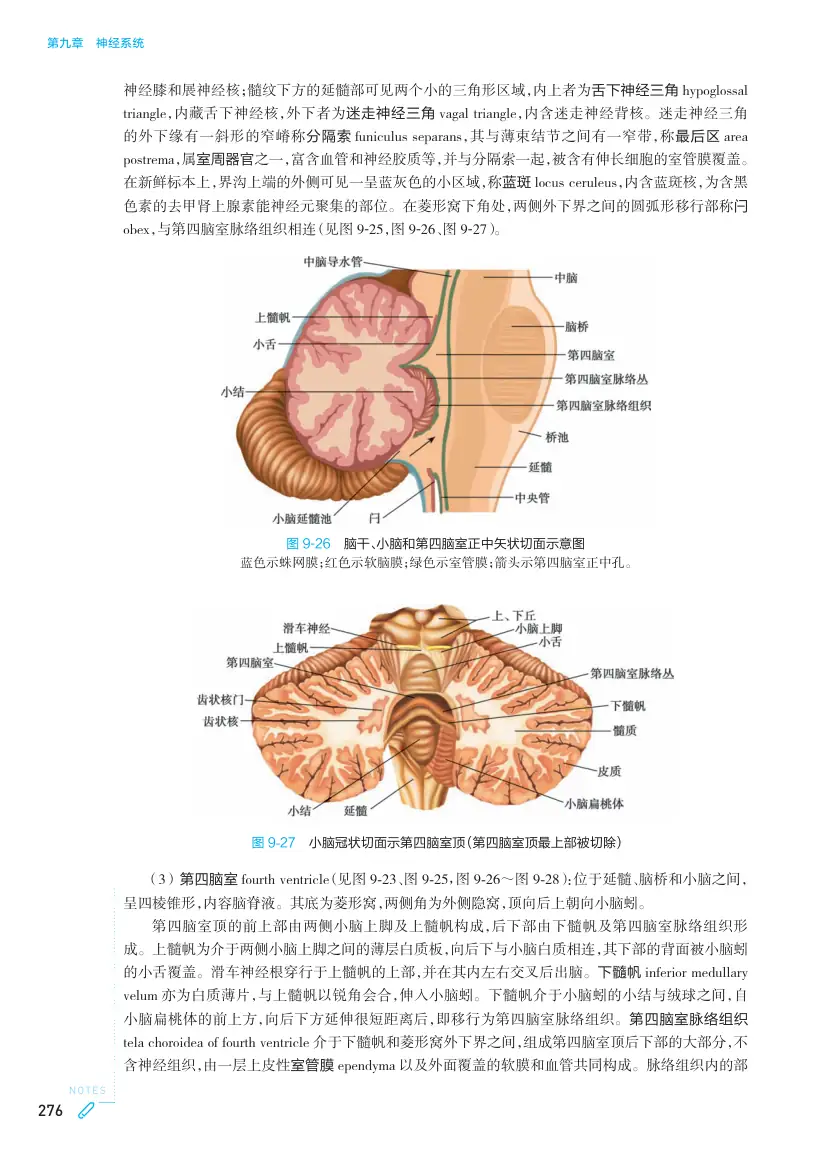 第九章 神经系统
神经膝和展神经核；髓纹下方的延髓部可见两个小的三角形区域，内上者为舌下神经三角 hypoglossal
triangle，内藏舌下神经核，外下者为迷走神经三角 vagal triangle，内含迷走神经背核。迷走神经三角
的外下缘有一斜形的窄嵴称分隔索 funiculus separans，其与薄束结节之间有一窄带，称最后区 area
postrema，属室周器官之一，富含血管和神经胶质等，并与分隔索一起，被含有伸长细胞的室管膜覆盖。
在新鲜标本上，界沟上端的外侧可见一呈蓝灰色的小区域，称蓝斑 locus ceruleus，内含蓝斑核，为含黑
色素的去甲肾上腺素能神经元聚集的部位。在菱形窝下角处，两侧外下界之间的圆弧形移行部称闩
obex，与第四脑室脉络组织相连（见图 9-25，图 9-26、图 9-27）。
中脑导水管
中脑
上髓帆
脑桥
小舌
第四脑室
第四脑室脉络丛
小结
第四脑室脉络组织
桥池
延髓
中央管
小脑延髓池
闩
图 9-26 脑干、小脑和第四脑室正中矢状切面示意图
蓝色示蛛网膜；红色示软脑膜；绿色示室管膜；箭头示第四脑室正中孔。
上、下丘
滑车神经
小脑上脚
上髓帆
小舌
第四脑室
第四脑室脉络丛
齿状核门
下髓帆
齿状核
髓质
皮质
小脑扁桃体
小结
延髓
图 9-27 小脑冠状切面示第四脑室顶（第四脑室顶最上部被切除）
（3）第四脑室 fourth ventricle（见图 9-23、图 9-25，图 9-26～图 9-28）：位于延髓、脑桥和小脑之间，
呈四棱锥形，内容脑脊液。其底为菱形窝，两侧角为外侧隐窝，顶向后上朝向小脑蚓。
第四脑室顶的前上部由两侧小脑上脚及上髓帆构成，后下部由下髓帆及第四脑室脉络组织形
成。上髓帆为介于两侧小脑上脚之间的薄层白质板，向后下与小脑白质相连，其下部的背面被小脑蚓
的小舌覆盖。滑车神经根穿行于上髓帆的上部，并在其内左右交叉后出脑。下髓帆 inferior medullary
velum 亦为白质薄片，与上髓帆以锐角会合，伸入小脑蚓。下髓帆介于小脑蚓的小结与绒球之间，自
小脑扁桃体的前上方，向后下方延伸很短距离后，即移行为第四脑室脉络组织。第四脑室脉络组织
tela choroidea of fourth ventricle 介于下髓帆和菱形窝外下界之间，组成第四脑室顶后下部的大部分，不
含神经组织，由一层上皮性室管膜 ependyma 以及外面覆盖的软膜和血管共同构成。脉络组织内的部
NOTES
276